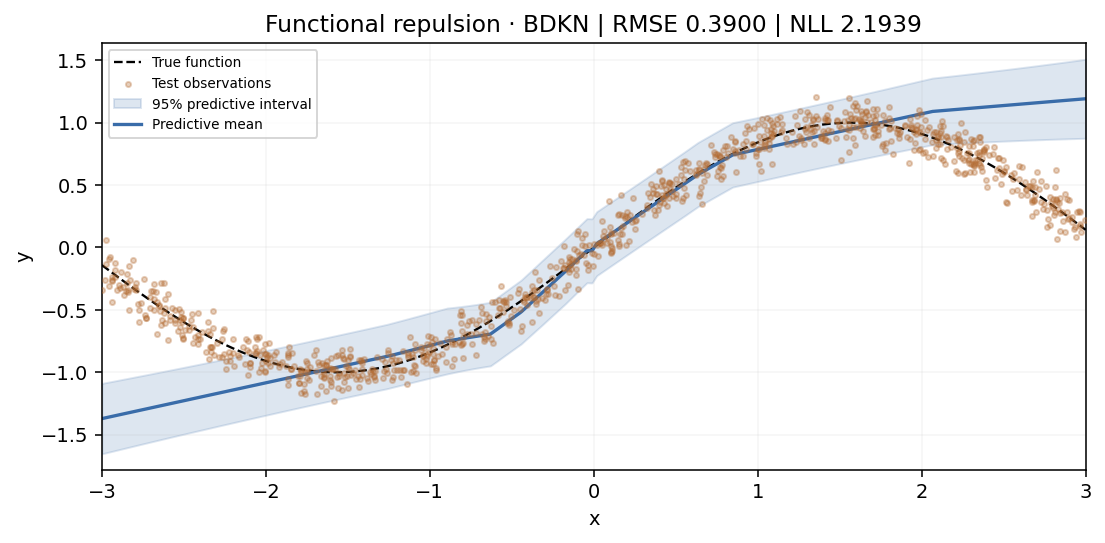 Functional repulsion · BDKN | RMSE 0.3900 | NLL 2.1939
True function
Test observations
95% predictive interval
Predictive mean
1.5
1.0
0.5
0.0
−0.5
−1.0
−1.5
y
−3 −2 −1 0 1 2 3
x